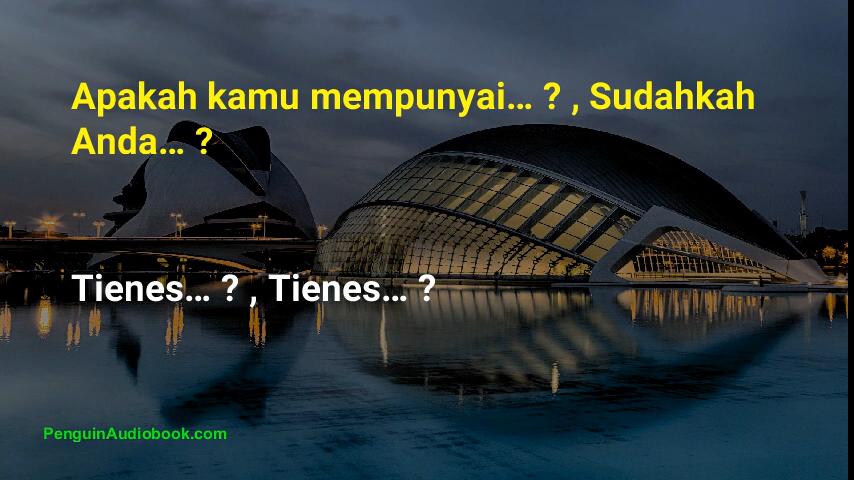 Apakah kamu mempunyai… ? , Sudahkah
Anda… ?
Tienes… ? , Tienes… ?
PenguinAudiobook.com